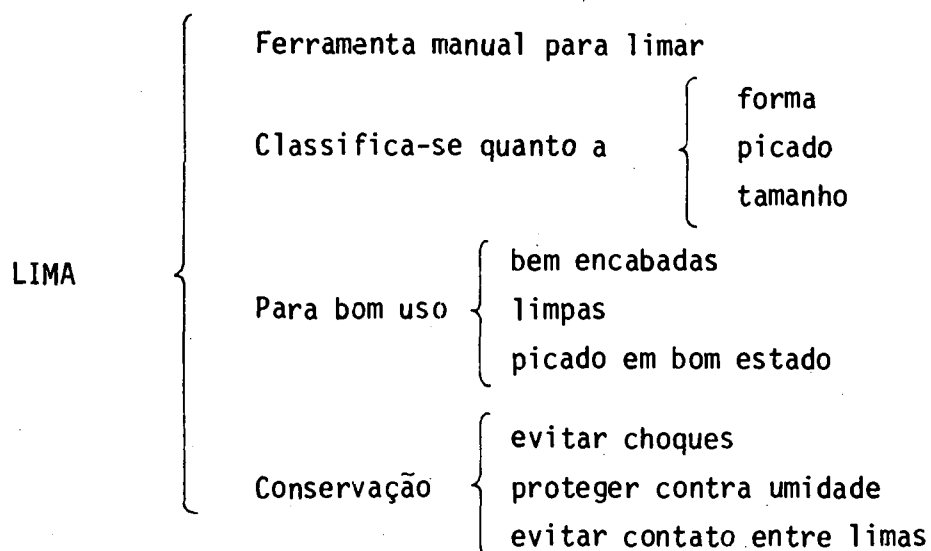 Ferramenta manual para limar
forma
Classifica-se quanto a
picado
tamanho
LIMA
bem encabadas
Para bom uso
limpas
picado em bom estado
evitar choques
Conservação
proteger contra umidade
evitar contato entre limas